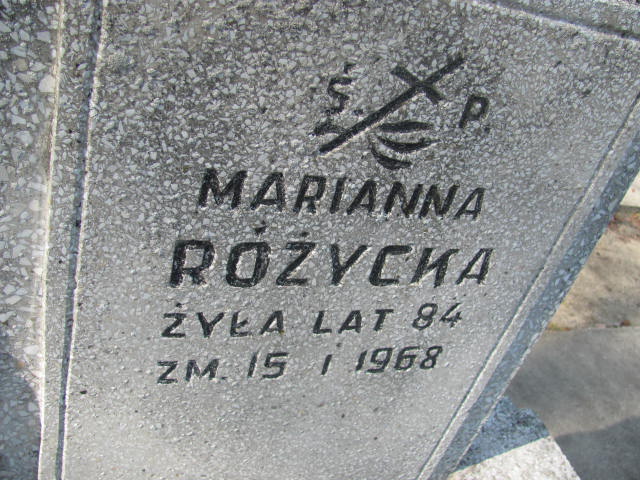 Ś. P.
MARIANNA
RÓŻYCKA
ŻYŁA LAT 84
ZM. 15 I 1968